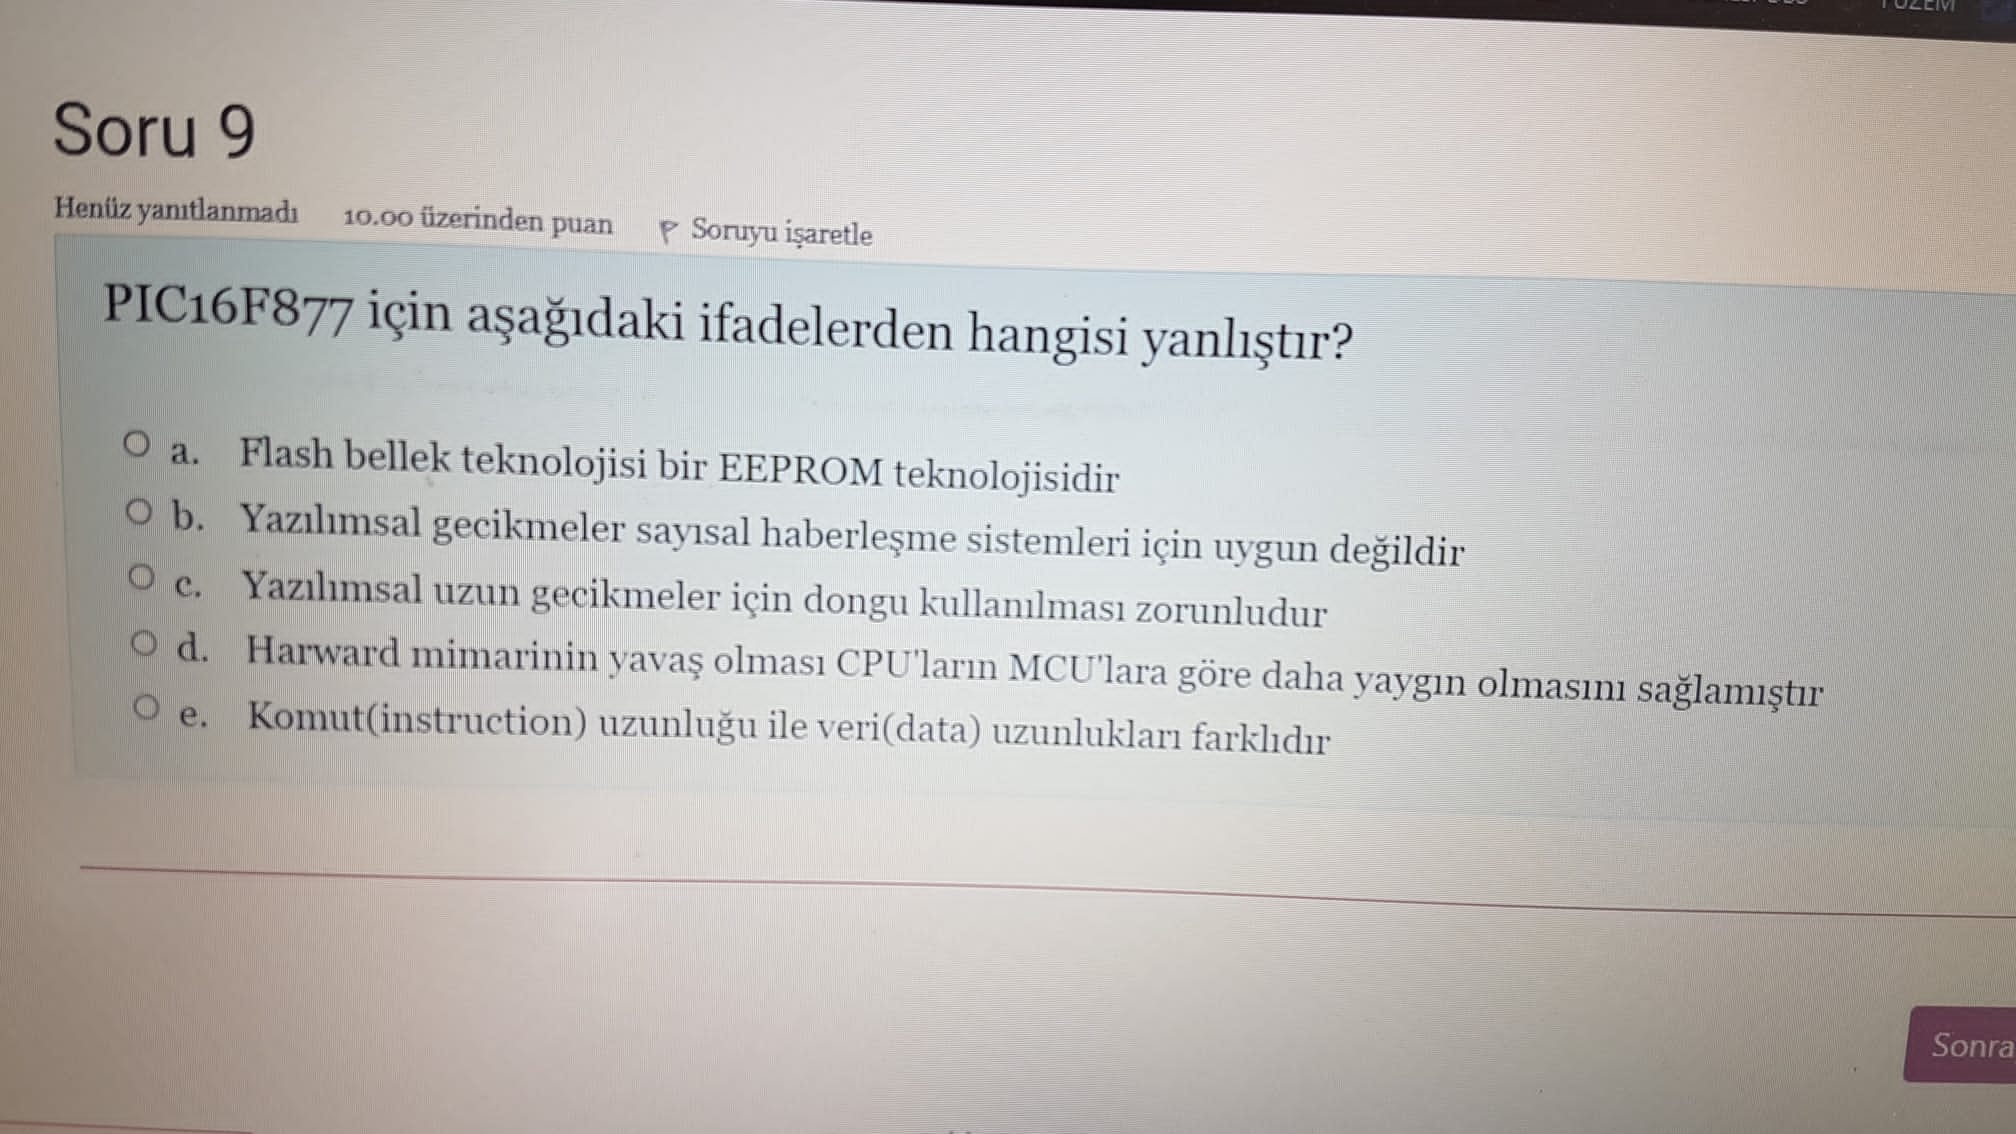 Soru 9
Henüz yanıtlanmadı 10.00 üzerinden puan Soruyu işaretle
PIC16F877 için aşağıdaki ifadelerden hangisi yanlıştır?
a. Flash bellek teknolojisi bir EEPROM teknolojisidir
b. Yazılımsal gecikmeler sayısal haberleşme sistemleri için uygun değildir
c. Yazılımsal uzun gecikmeler için dongu kullanılması zorunludur
d. Harward mimarinin yavaş olması CPU'ların MCU'lara göre daha yaygın olmasını sağlamıştır
e. Komut(instruction) uzunluğu ile veri(data) uzunlukları farklıdır
Sonra